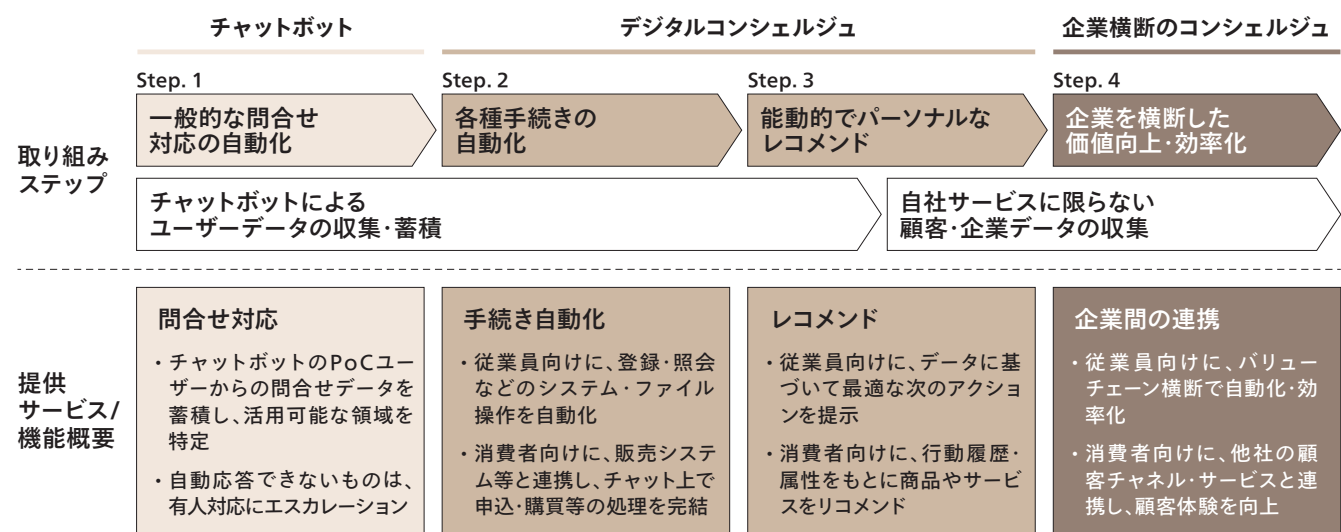 チャットボット
デジタルコンシェルジュ
企業横断のコンシェルジュ
取り組み
ステップ
Step. 1
一般的な問合せ
対応の自動化
Step. 2
各種手続きの
自動化
Step. 3
能動的でパーソナルな
レコメンド
Step. 4
企業を横断した
価値向上・効率化
チャットボットによる
ユーザーデータの収集・蓄積
自社サービスに限らない
顧客・企業データの収集
提供
サービス/
機能概要
問合せ対応
・チャットボットのPoCユー
ザーからの問合せデータを
蓄積し、活用可能な領域を
特定
・自動応答できないものは、
有人対応にエスカレーション
手続き自動化
・従業員向けに、登録・照会
などのシステム・ファイル
操作を自動化
・消費者向けに、販売システ
ム等と連携し、チャット上で
申込・購買等の処理を完結
レコメンド
・従業員向けに、データに基
づいて最適な次のアクショ
ンを提示
・消費者向けに、行動履歴・
属性をもとに商品やサービ
スをリコメンド
企業間の連携
・従業員向けに、バリュー
チェーン横断で自動化・効
率化
・消費者向けに、他社の顧
客チャネル・サービスと連
携し、顧客体験を向上